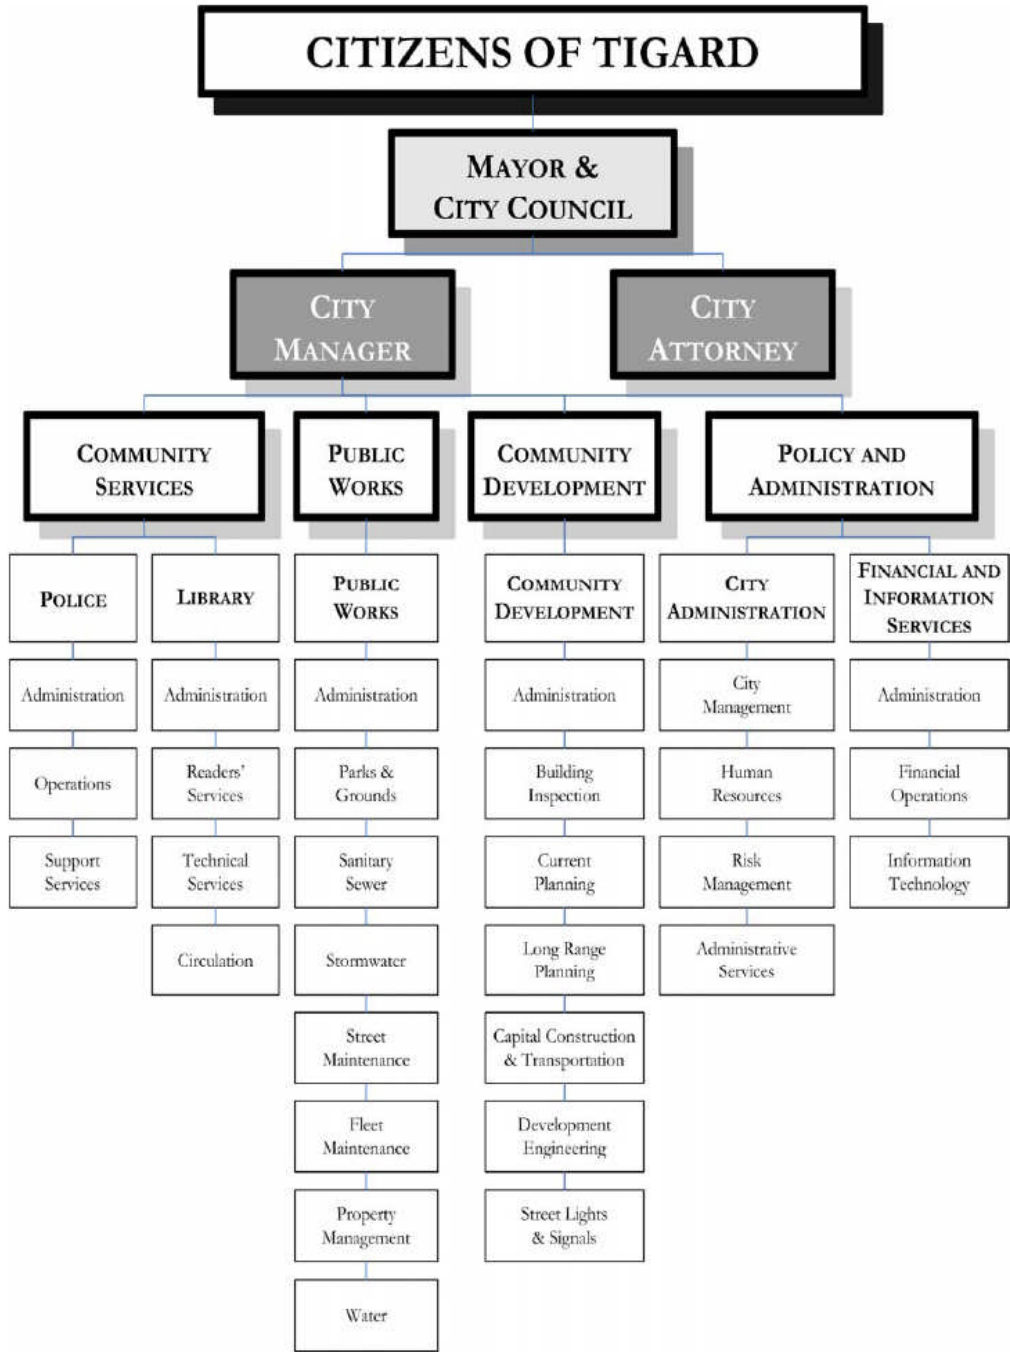 CITIZENS OF TIGARD
MAYOR &
CITY COUNCIL
CITY
MANAGER
CITY
ATTORNEY
COMMUNITY
SERVICES
PUBLIC
WORKS
COMMUNITY
DEVELOPMENT
POLICY AND
ADMINISTRATION
POLICE
LIBRARY
PUBLIC
WORKS
COMMUNITY
DEVELOPMENT
CITY
ADMINISTRATION
FINANCIAL AND
INFORMATION
SERVICES
Administration
Administration
Administration
Administration
City
Management
Administration
Operations
Readers'
Services
Parks &
Grounds
Building
Inspection
Human
Resources
Financial
Operations
Support
Services
Technical
Services
Sanitary
Sewer
Current
Planning
Risk
Management
Information
Technology
Circulation
Stormwater
Long Range
Planning
Administrative
Services
Street
Maintenance
Capital Construction
& Transportation
Fleet
Maintenance
Development
Engineering
Property
Management
Street Lights
& Signals
Water